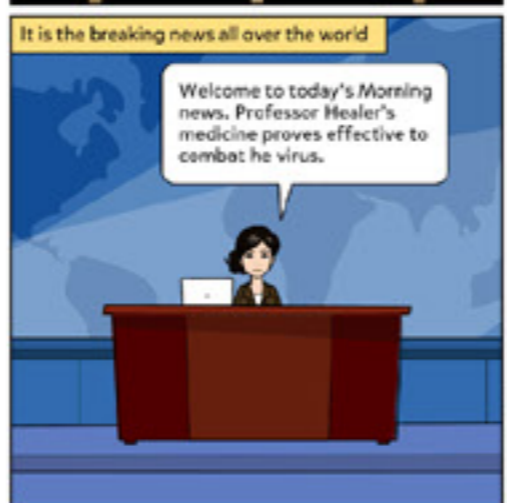 It is the breaking news all over the world
Welcome to today's Morning
news. Professor Healer's
medicine proves effective to
combat he virus.